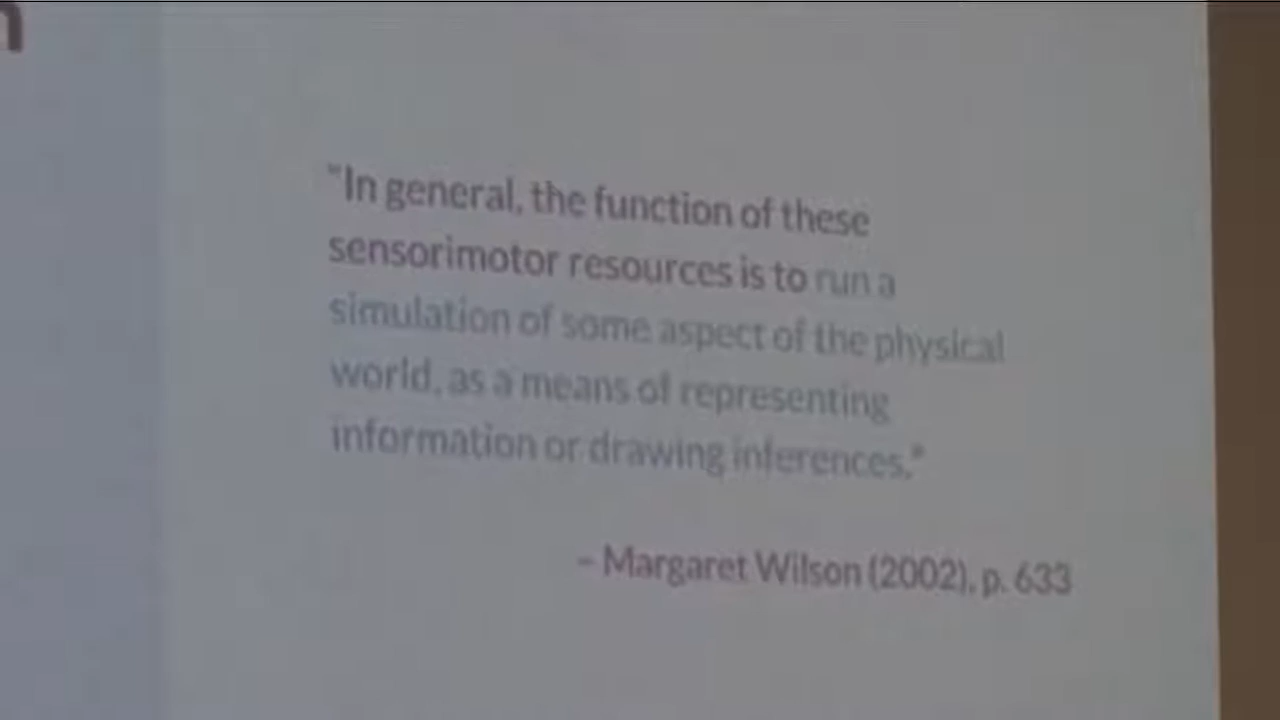 "In general, the function of these
sensorimotor resources is to run a
simulation of some aspect of the physical
world, as a means of representing
information or drawing inferences."
– Margaret Wilson (2002), p. 633